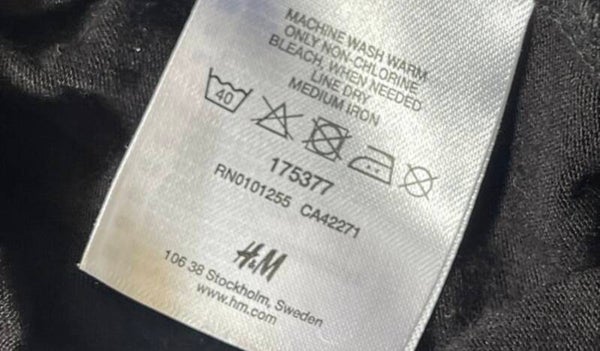 MACHINE WASH WARM
ONLY NON-CHLORINE
BLEACH, WHEN NEEDED
LINE DRY
MEDIUM IRON
40
175377
RN0101255 CA42271
H&M
106 38 Stockholm, Sweden
www.hm.com